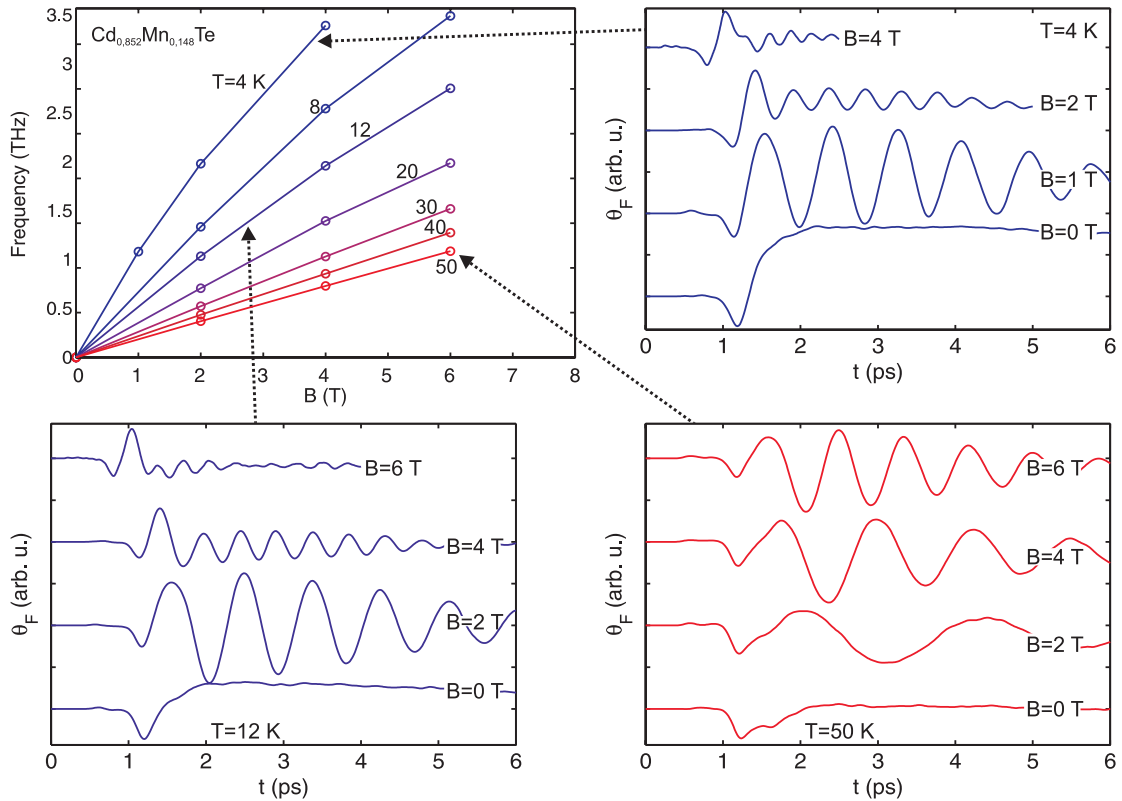 Cd0,852Mn0,148Te
T=4 K
8
12
20
30
40
50
3.5
3
2.5
2
1.5
1
0.5
0
Frequency (THz)
0 1 2 3 4 5 6 7 8
B (T)
T=4 K
B=4 T
B=2 T
B=1 T
B=0 T
θF (arb. u.)
0 1 2 3 4 5 6
t (ps)
B=6 T
B=4 T
B=2 T
B=0 T
T=12 K
θF (arb. u.)
0 1 2 3 4 5 6
t (ps)
B=6 T
B=4 T
B=2 T
B=0 T
T=50 K
θF (arb. u.)
0 1 2 3 4 5 6
t (ps)